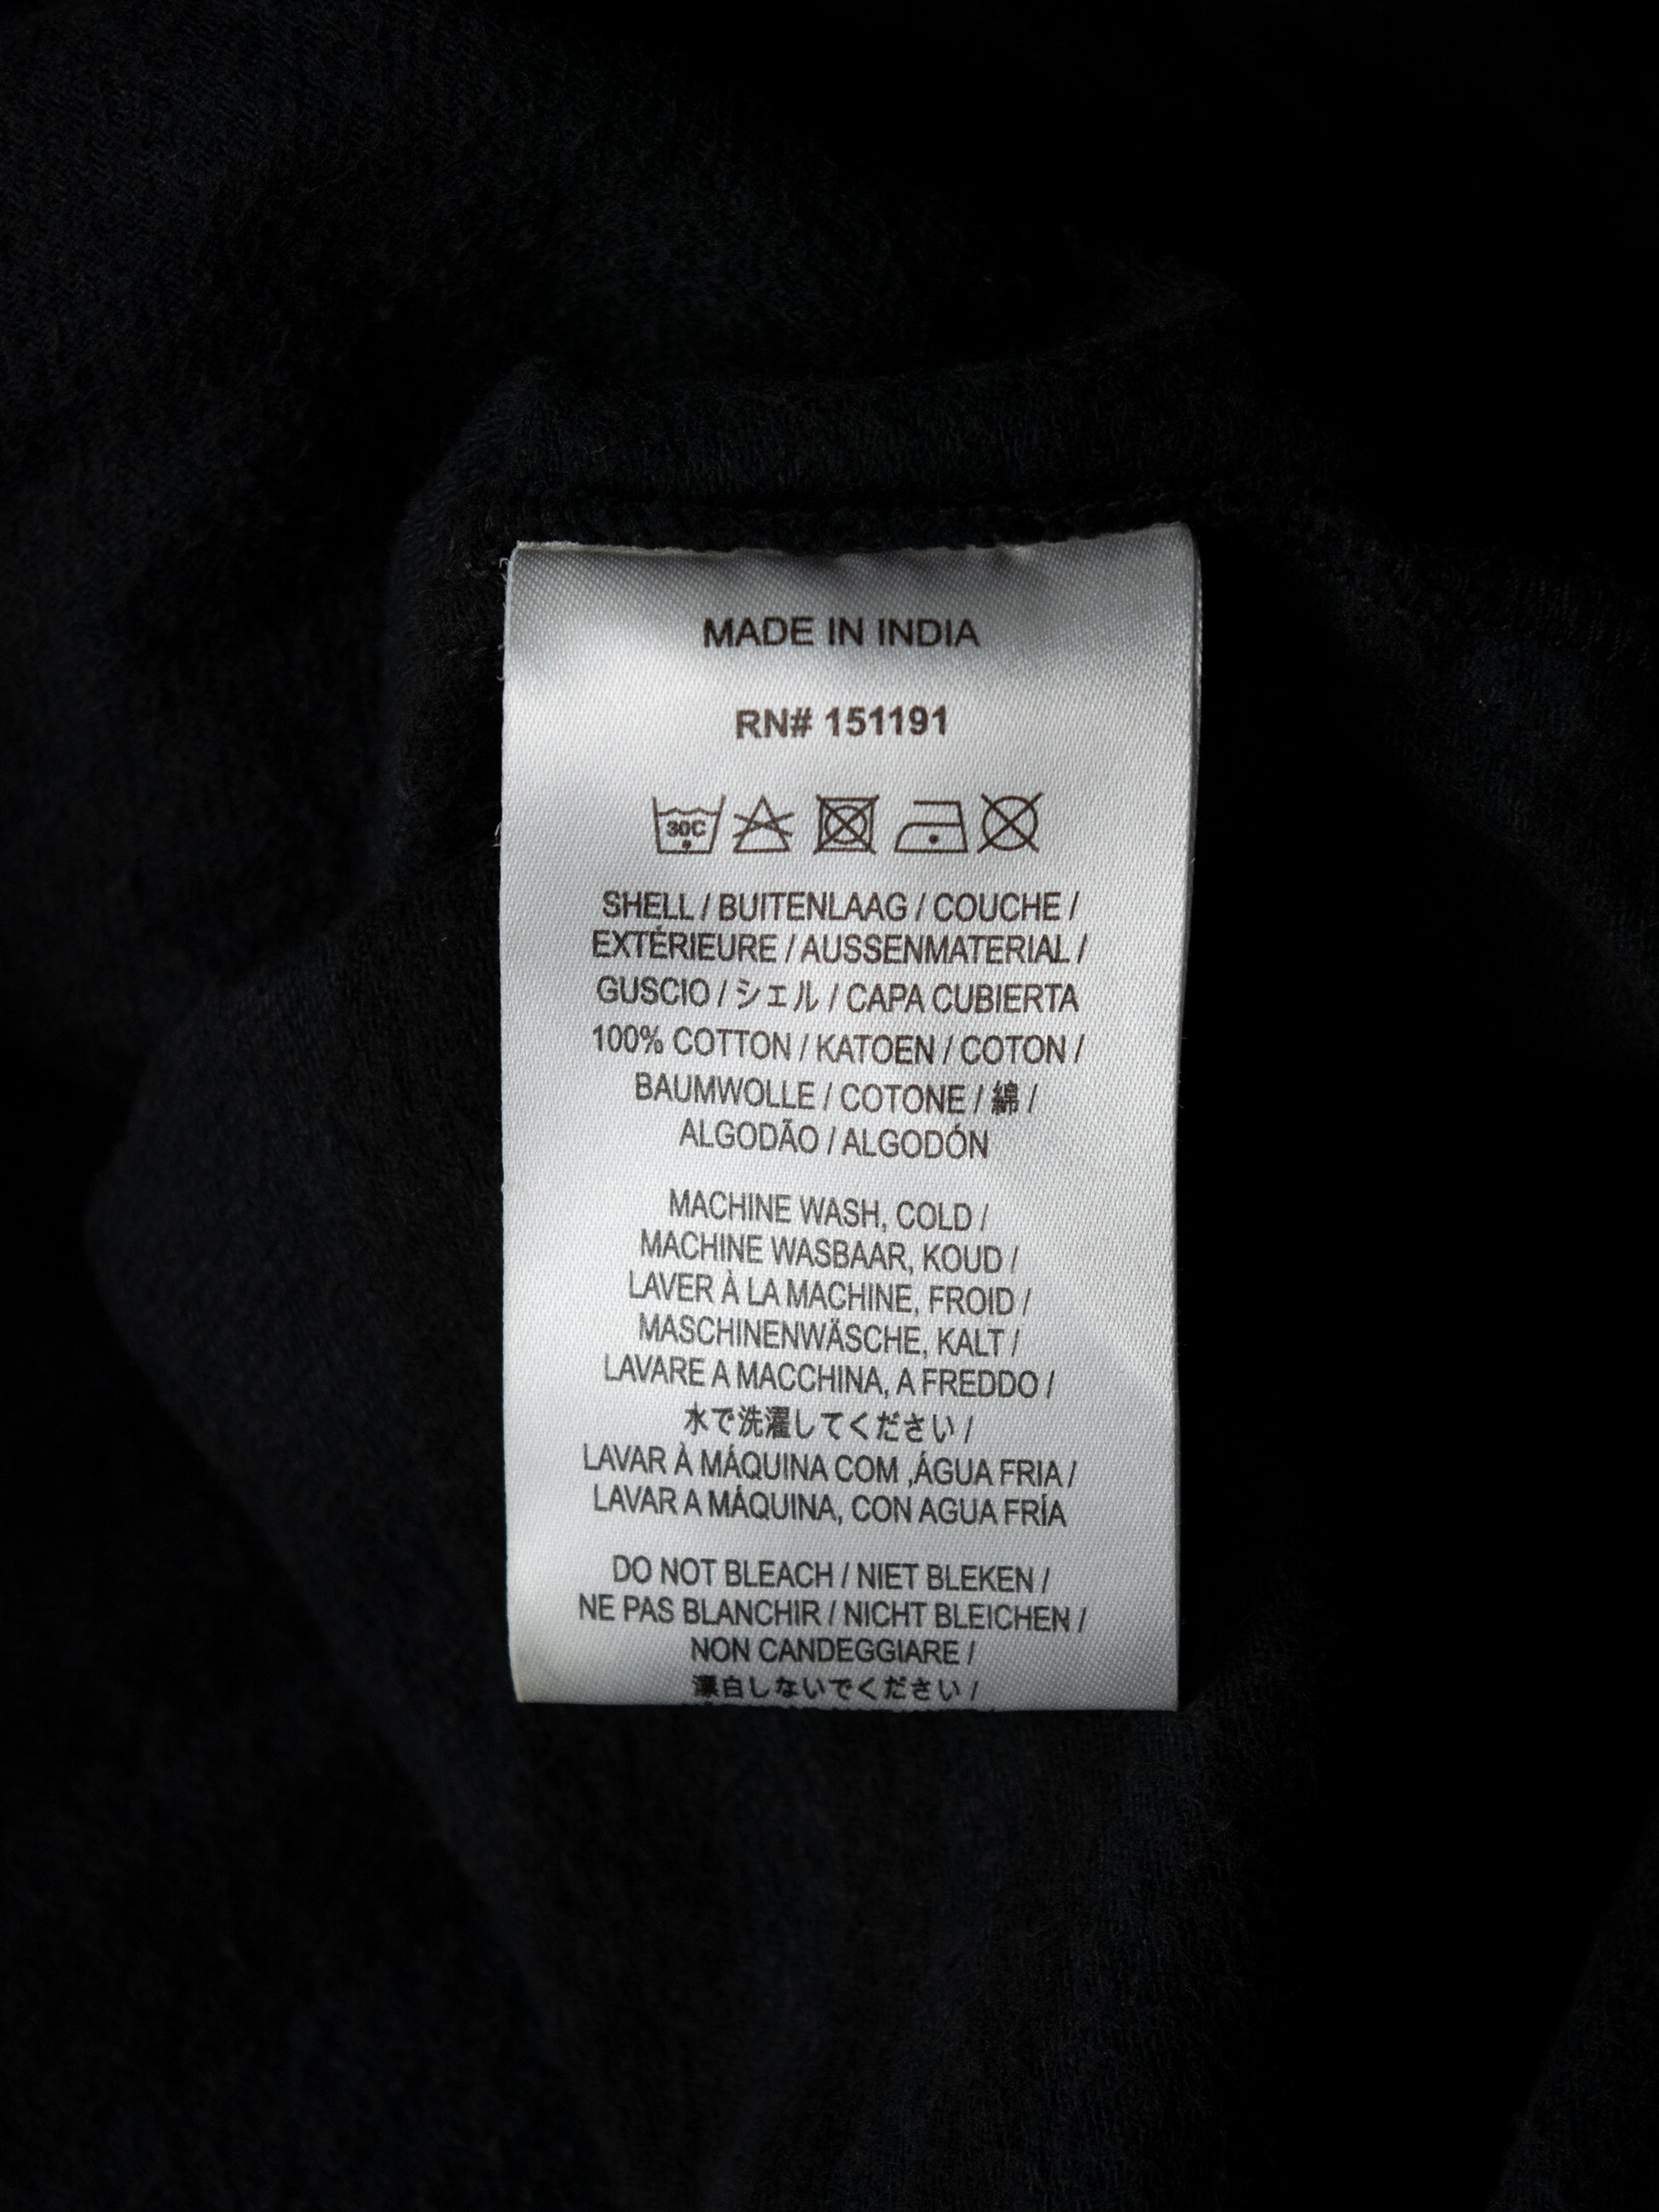 MADE IN INDIA
RN# 151191
30C
SHELL / BUITENLAAG / COUCHE /
EXTÉRIEURE / AUSSENMATERIAL /
GUSCIO / シェル / CAPA CUBIERTA
100% COTTON / KATOEN / COTON /
BAUMWOLLE / COTONE / 綿 /
ALGODÃO / ALGODÓN
MACHINE WASH, COLD /
MACHINE WASBAAR, KOUD /
LAVER À LA MACHINE, FROID /
MASCHINENWÄSCHE, KALT /
LAVARE A MACCHINA, A FREDDO /
水で洗濯してください /
LAVAR À MÁQUINA COM ,ÁGUA FRIA /
LAVAR A MÁQUINA, CON AGUA FRÍA
DO NOT BLEACH / NIET BLEKEN /
NE PAS BLANCHIR / NICHT BLEICHEN /
NON CANDEGGIARE /
漂白しないでください /